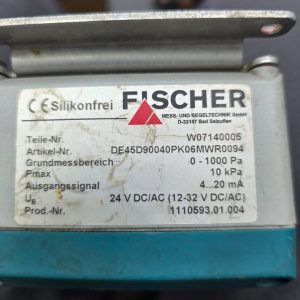 CE Silikonfrei FISCHER
MESS- UND REGELTECHNIK GMBH
D-32107 Bad Salzuflen
Teile-Nr. W07140005
Artikel-Nr. DE45D90040PK06MWR0094
Grundmessbereich 0 - 1000 Pa
Pmax 10 kPa
Ausgangssignal 4...20 mA
UB 24 V DC/AC (12-32 V DC/AC)
Prod.-Nr. 1110593.01.004